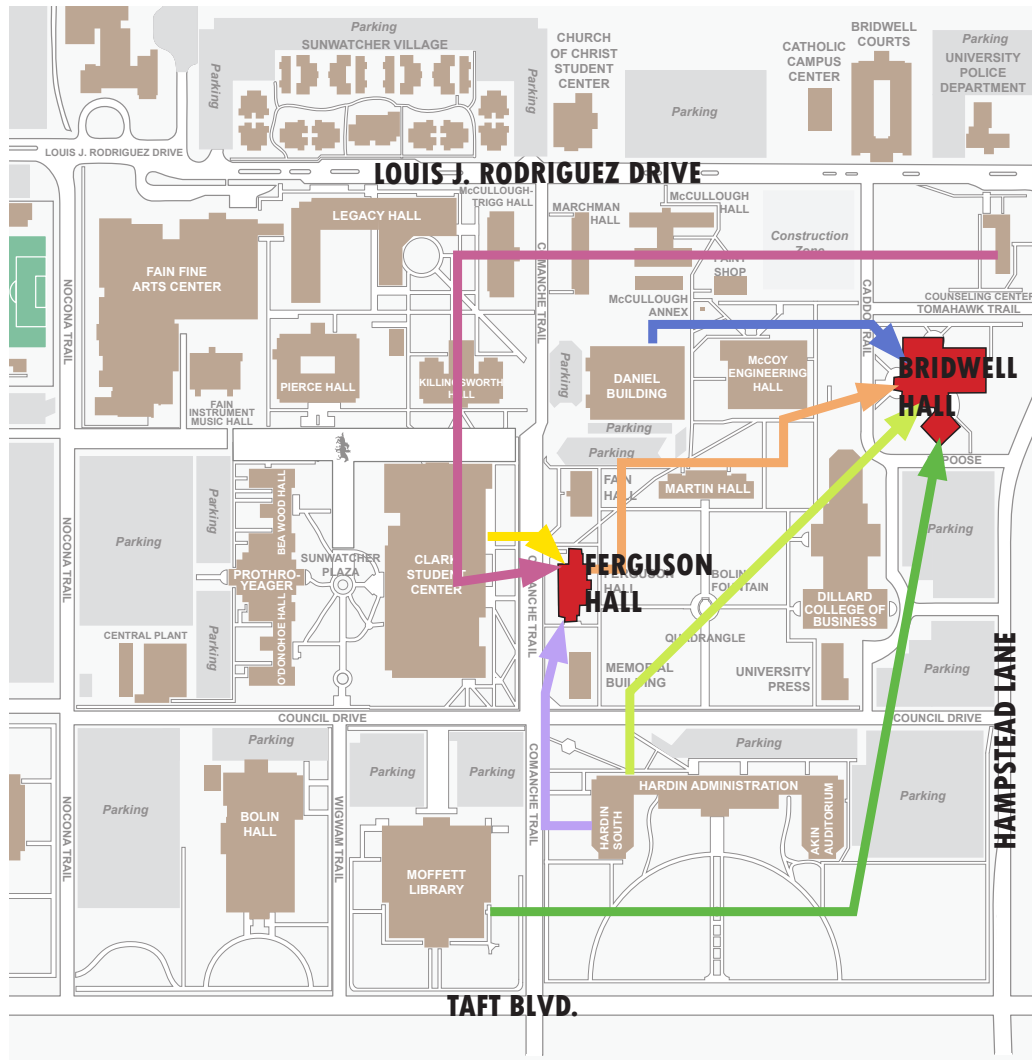 Parking
SUNWATCHER VILLAGE
Parking
Parking
CHURCH
OF CHRIST
STUDENT
CENTER
Parking
CATHOLIC
CAMPUS
CENTER
BRIDWELL
COURTS
Parking
UNIVERSITY
POLICE
DEPARTMENT
LOUIS J. RODRIGUEZ DRIVE
LOUIS J. RODRIGUEZ DRIVE
McCULLOUGH-
TRIGG HALL
LEGACY HALL
MARCHMAN
HALL
McCULLOUGH
HALL
Construction
Zone
FAIN FINE
ARTS CENTER
NOCONA TRAIL
COMANCHE TRAIL
PAINT
SHOP
McCULLOUGH
ANNEX
CADDO TRAIL
COUNSELING CENTER
TOMAHAWK TRAIL
PIERCE HALL
KILLINGSWORTH
HALL
FAIN
INSTRUMENT
MUSIC HALL
Parking
DANIEL
BUILDING
McCOY
ENGINEERING
HALL
BRIDWELL
HALL
Parking
Parking
POOSE
NOCONA TRAIL
Parking
Parking
BEA WOOD HALL
SUNWATCHER
PLAZA
PROTHRO-
YEAGER
O'DONOHOE HALL
Parking
CENTRAL PLANT
CLARK
STUDENT
CENTER
COMANCHE TRAIL
FAIN
HALL
MARTIN HALL
FERGUSON
HALL
FERGUSON
HALL
BOLIN
FOUNTAIN
QUADRANGLE
DILLARD
COLLEGE OF
BUSINESS
Parking
Parking
MEMORIAL
BUILDING
UNIVERSITY
PRESS
COUNCIL DRIVE
COUNCIL DRIVE
HAMPSTEAD LANE
NOCONA TRAIL
Parking
Parking
BOLIN
HALL
WIGWAM TRAIL
Parking
Parking
MOFFETT
LIBRARY
COMANCHE TRAIL
Parking
HARDIN ADMINISTRATION
HARDIN
SOUTH
AKIN
AUDITORIUM
Parking
TAFT BLVD.